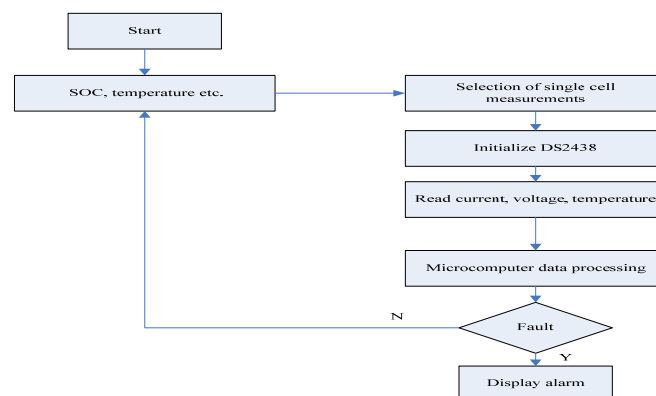 Start
SOC, temperature etc.
Selection of single cell
measurements
Initialize DS2438
Read current, voltage, temperature
Microcomputer data processing
Fault
N
Y
Display alarm